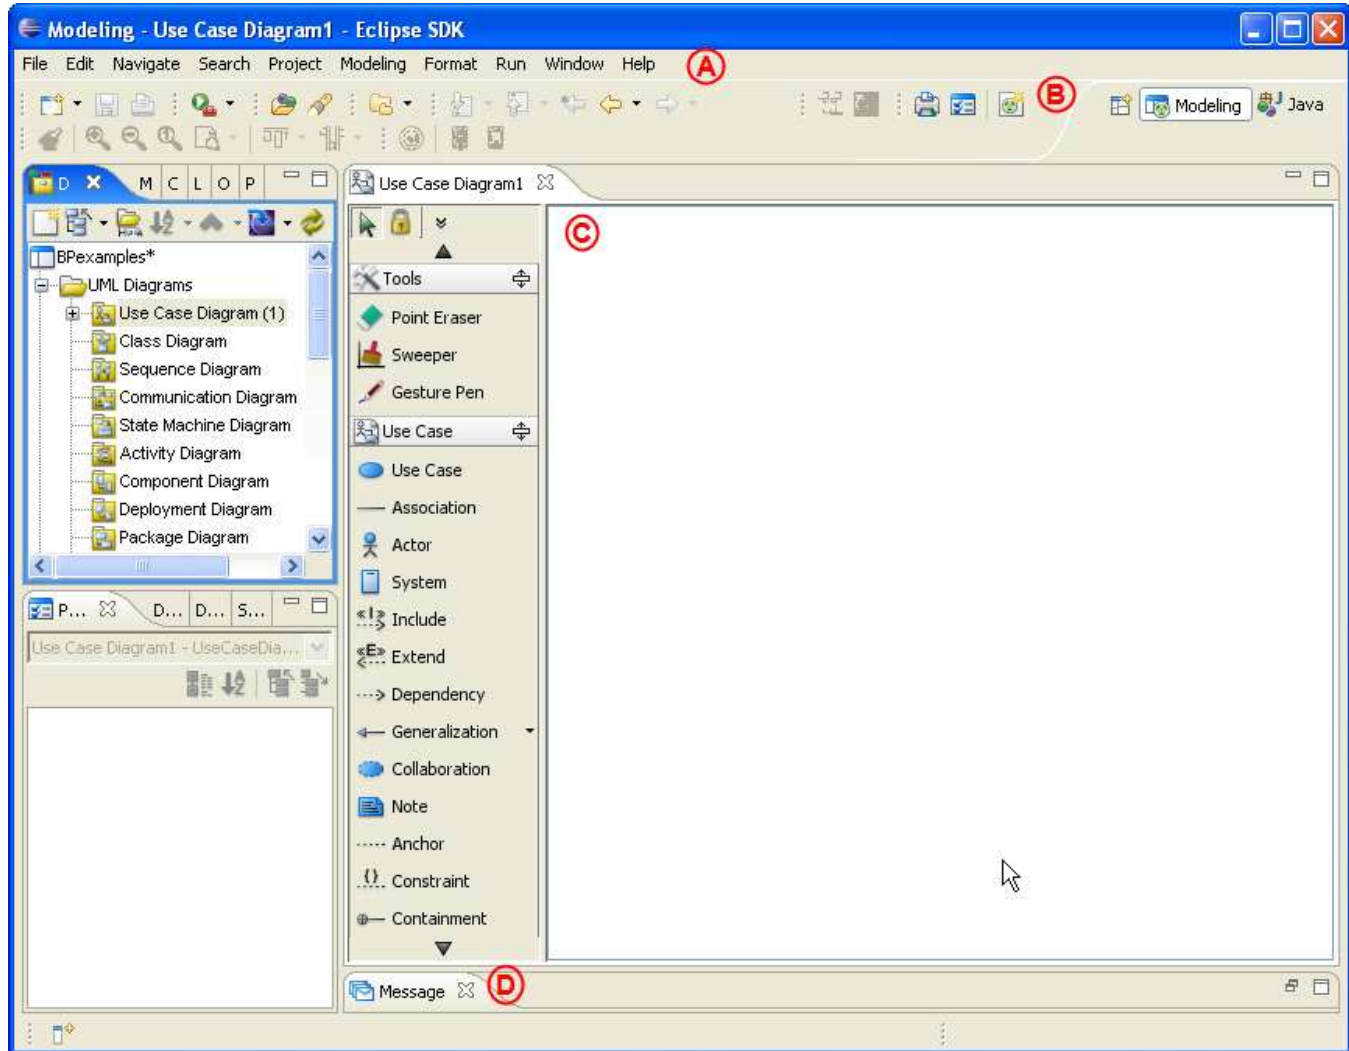 Modeling - Use Case Diagram1 - Eclipse SDK
File Edit Navigate Search Project Modeling Format Run Window Help A
B Modeling Java
D M C L O P
Use Case Diagram1
C
BPexamples*
UML Diagrams
Use Case Diagram (1)
Class Diagram
Sequence Diagram
Communication Diagram
State Machine Diagram
Activity Diagram
Component Diagram
Deployment Diagram
Package Diagram
P... D... D... S...
Use Case Diagram1 - UseCaseDia...
Tools
Point Eraser
Sweeper
Gesture Pen
Use Case
Use Case
Association
Actor
System
«I» Include
«E» Extend
Dependency
Generalization
Collaboration
Note
Anchor
{} Constraint
Containment
Message D